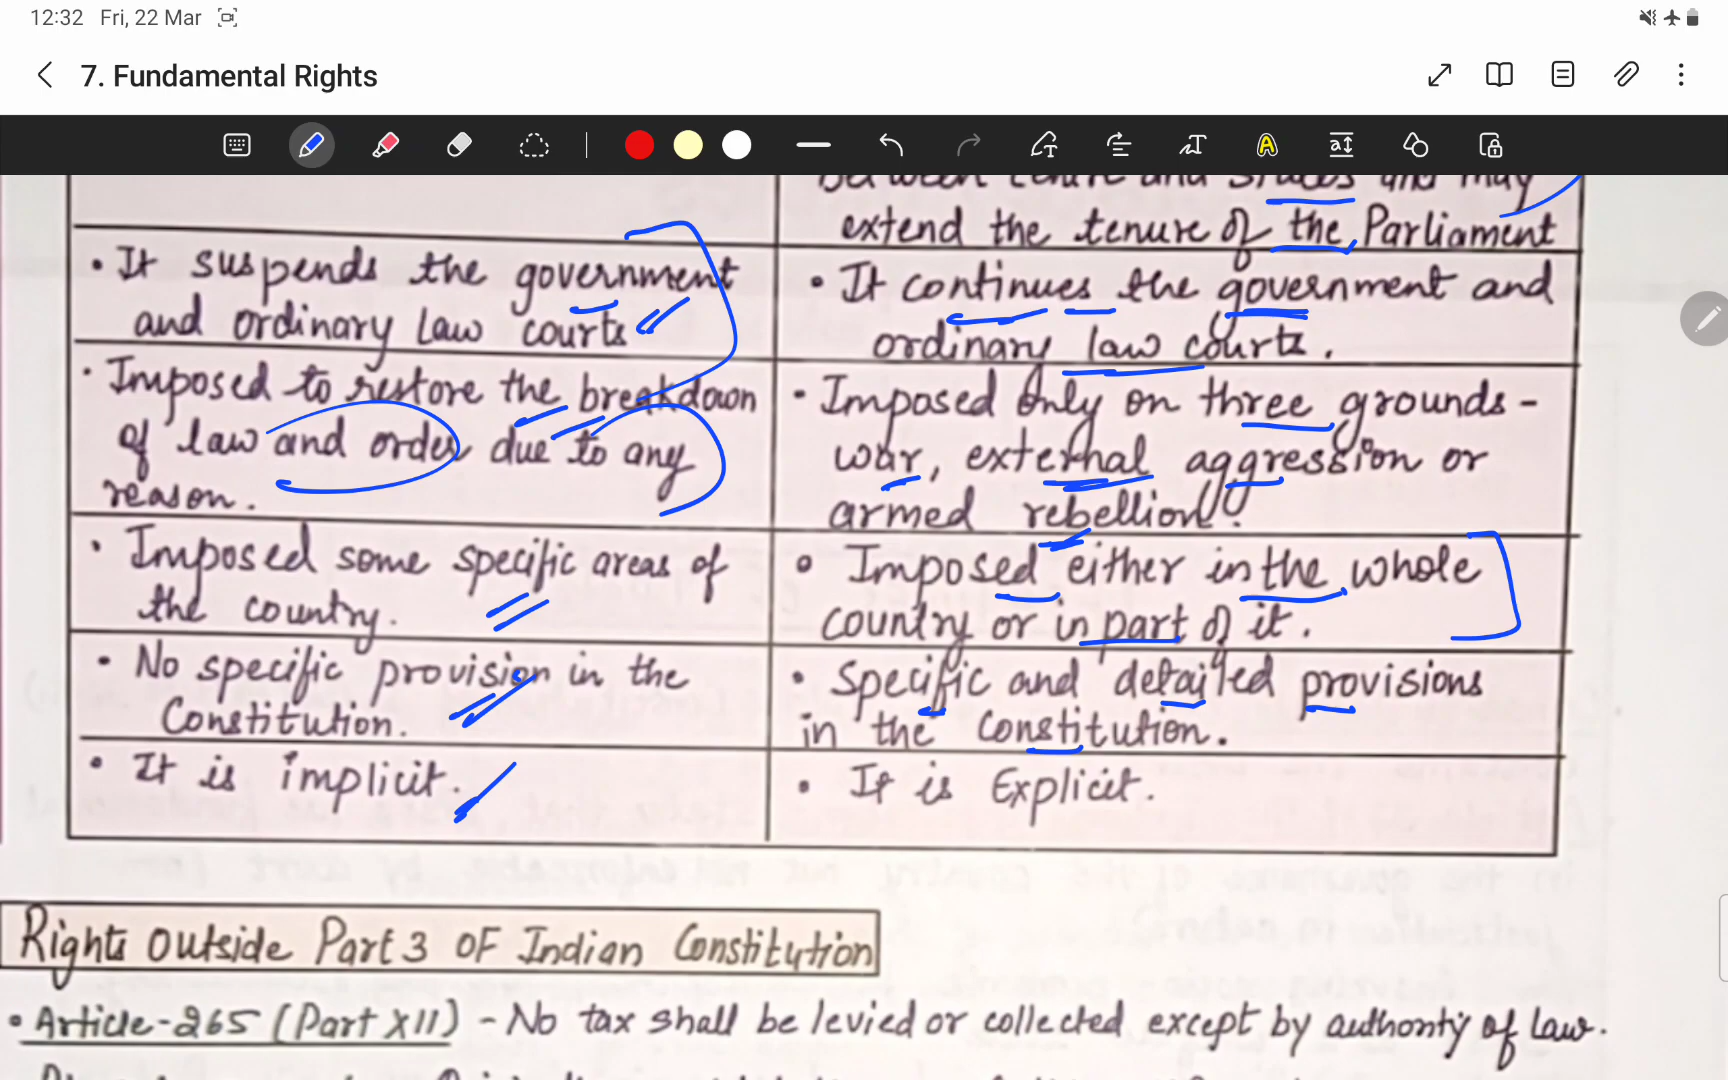 12:32 Fri, 22 Mar
7. Fundamental Rights
between centre and states and may
extend the tenure of the Parliament
• It suspends the government
and ordinary law courts
• It continues the government and
ordinary law courts.
• Imposed to restore the breakdown
of law and order due to any
reason.
• Imposed only on three grounds -
war, external aggression or
armed rebellion.
• Imposed some specific areas of
the country.
• Imposed either in the whole
country or in part of it.
• No specific provision in the
Constitution.
• Specific and detailed provisions
in the Constitution.
• It is implicit.
• It is Explicit.
Rights Outside Part 3 OF Indian Constitution
• Article-265 (Part XII) - No tax shall be levied or collected except by authority of Law.